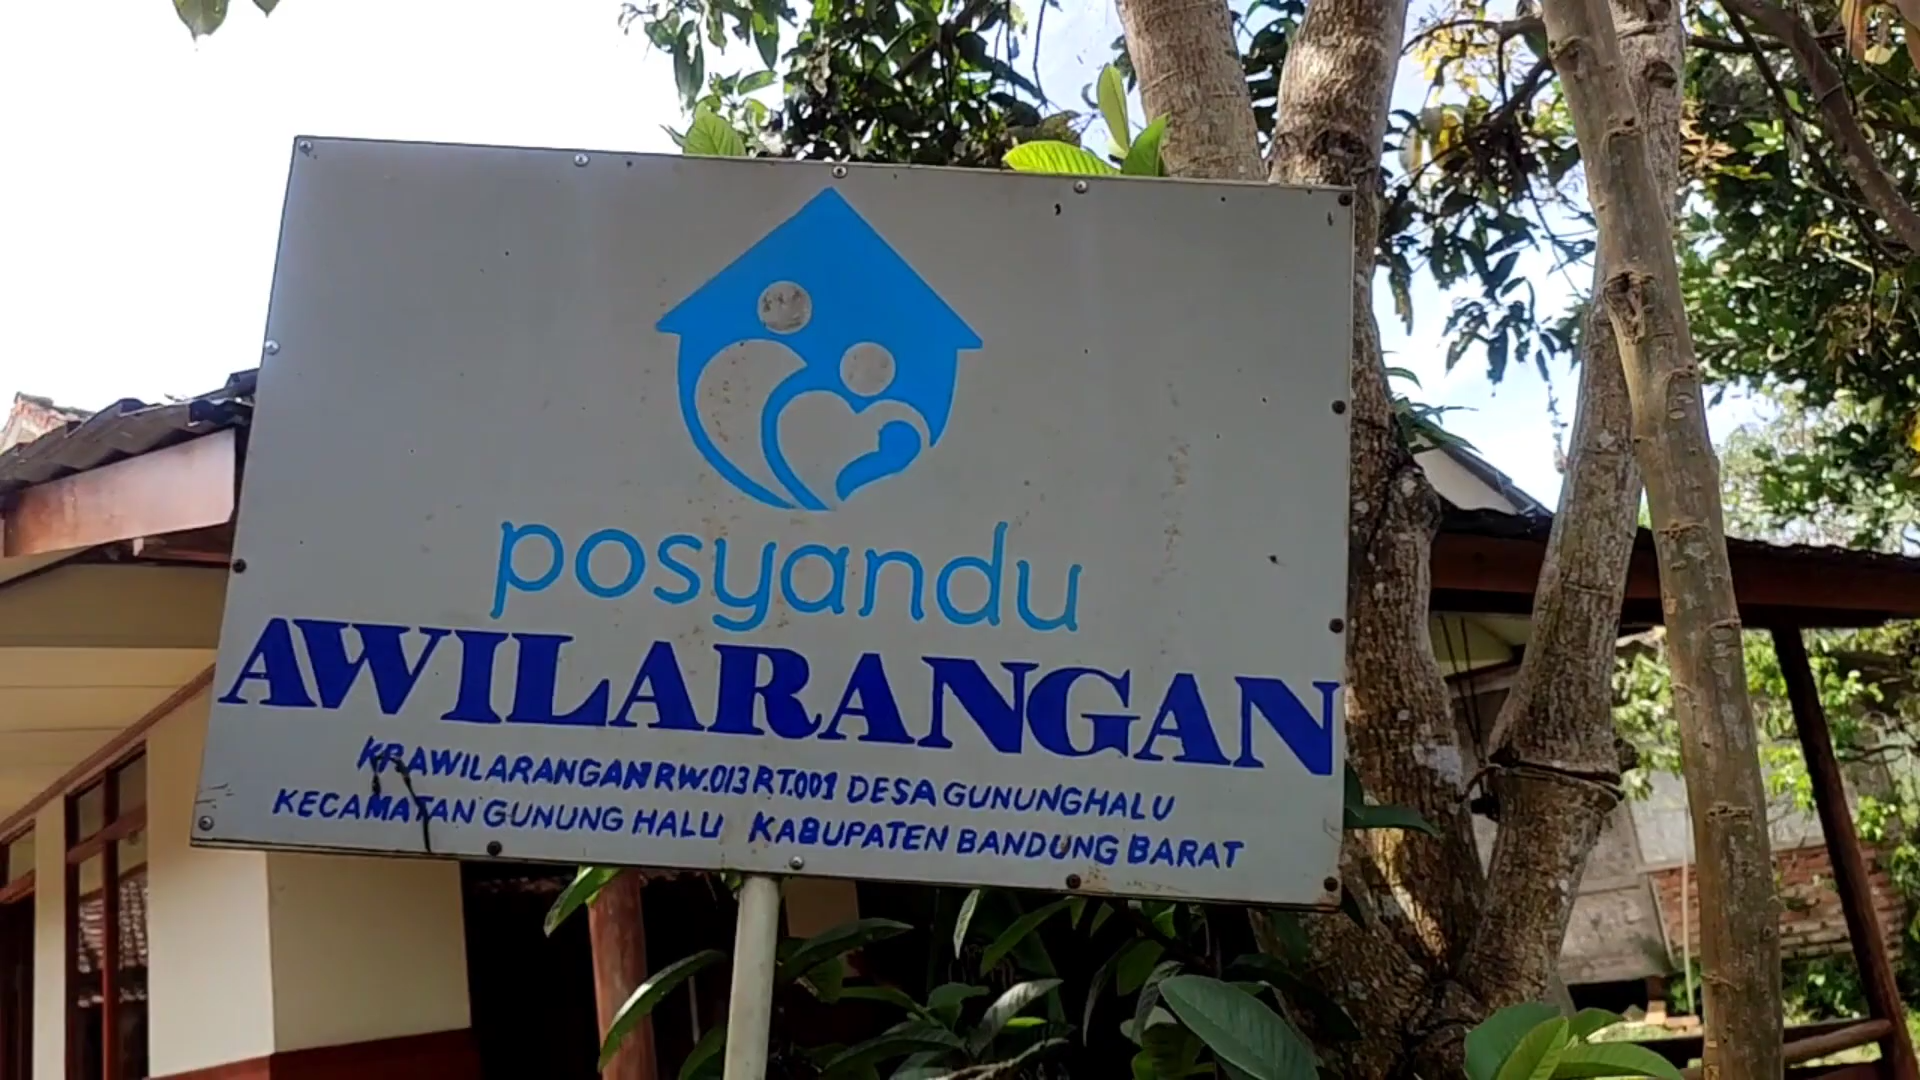 posyandu
AWILARANGAN
KP. AWILARANGAN RW.013 RT.001 DESA GUNUNGHALU
KECAMATAN GUNUNG HALU KABUPATEN BANDUNG BARAT